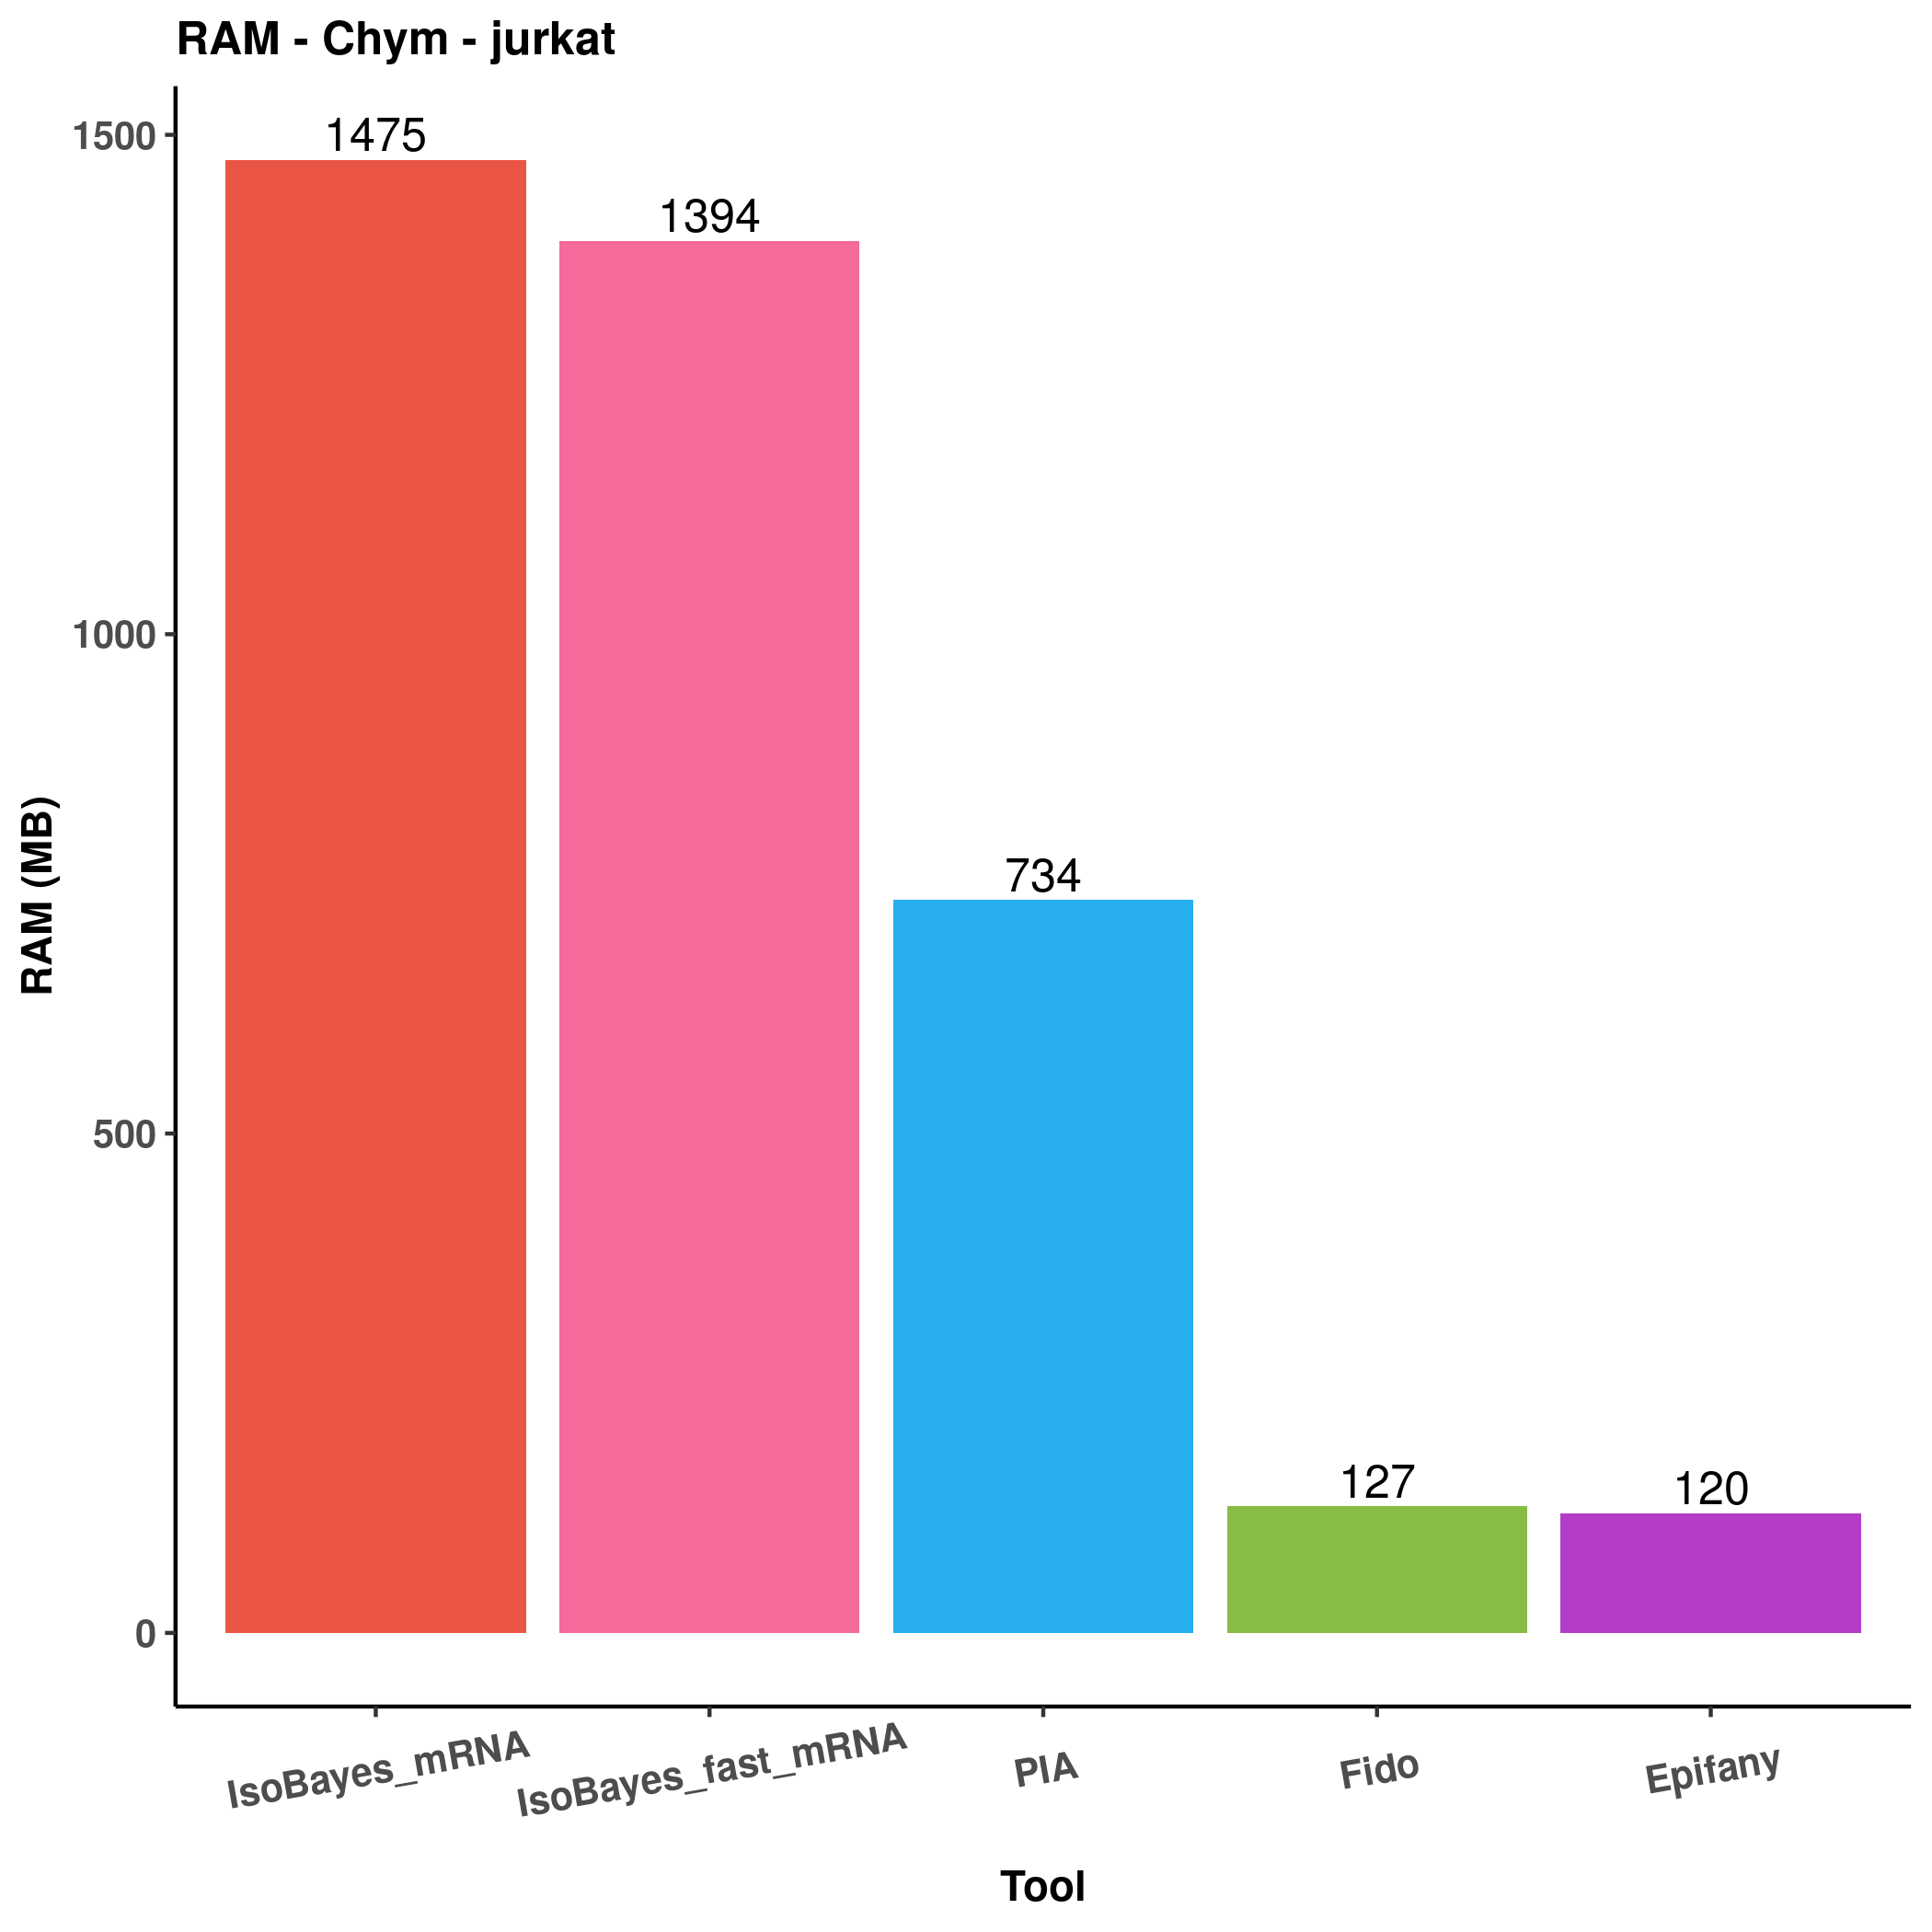 RAM - Chym - jurkat
RAM (MB)
1500
1000
500
0
1475
1394
734
127
120
IsoBayes_mRNA
IsoBayes_fast_mRNA
PIA
Fido
Epifany
Tool